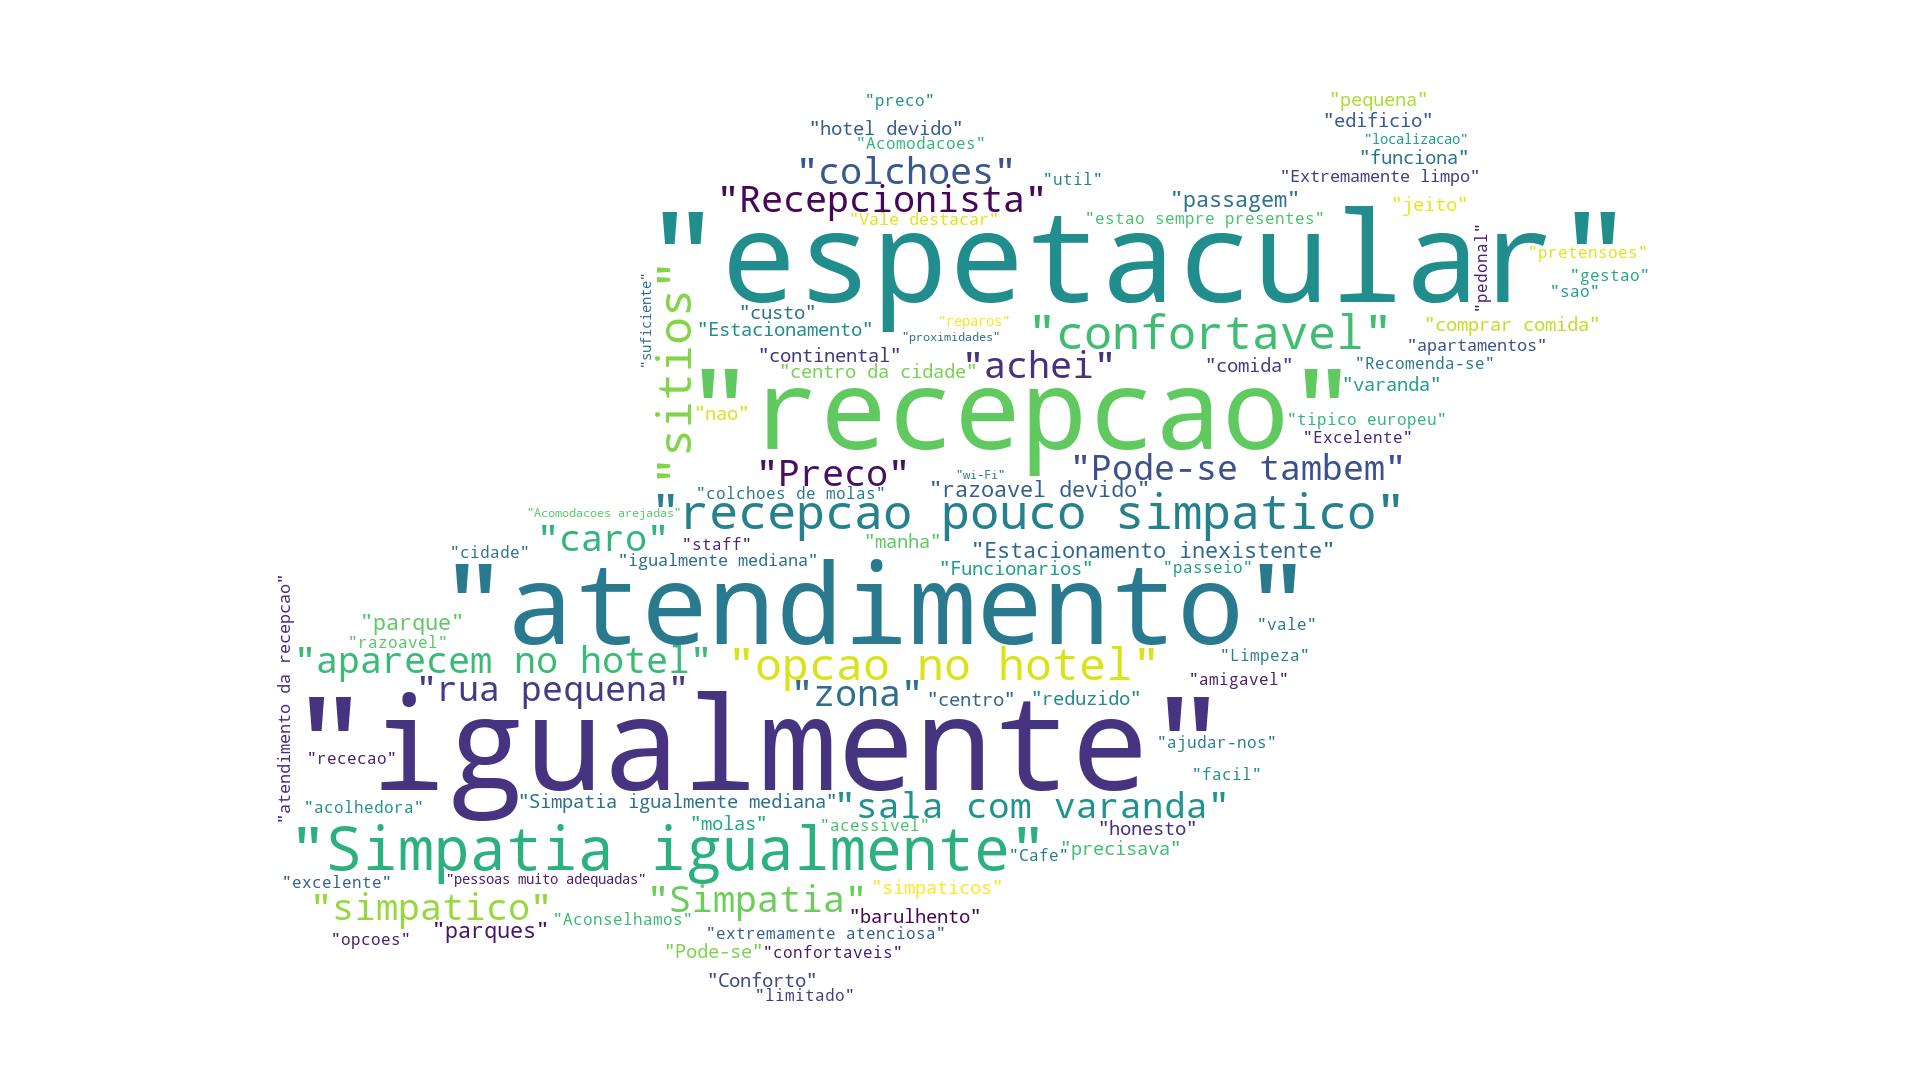 "preco"
"pequena"
"hotel devido"
"edificio"
"Acomodacoes"
"localizacao"
"colchoes"
"funciona"
"util"
"Extremamente limpo"
"Recepcionista"
"passagem"
"jeito"
"Vale destacar"
"estao sempre presentes"
"espetacular"
"pedonal"
"pretensoes"
"gestao"
"sao"
"suficiente"
"sitios"
"custo"
"Estacionamento"
"reparos"
"proximidades"
"confortavel"
"comprar comida"
"apartamentos"
"continental"
"centro da cidade"
"achei"
"comida"
"Recomenda-se"
"varanda"
"nao"
"recepcao"
"tipico europeu"
"Excelente"
"Preco"
"wi-Fi"
"Pode-se tambem"
"colchoes de molas"
"razoavel devido"
"recepcao pouco simpatico"
"Acomodacoes arejadas"
"caro"
"staff"
"manha"
"Estacionamento inexistente"
"cidade"
"igualmente mediana"
"Funcionarios"
"passeio"
"atendimento da recepcao"
"atendimento"
"parque"
"vale"
"razoavel"
"aparecem no hotel"
"opcao no hotel"
"Limpeza"
"amigavel"
"rua pequena"
"zona"
"centro"
"reduzido"
"igualmente"
"rececao"
"ajudar-nos"
"facil"
"acolhedora"
"Simpatia igualmente mediana"
"sala com varanda"
"molas"
"acessivel"
"honesto"
"Simpatia igualmente"
"Cafe"
"precisava"
"excelente"
"pessoas muito adequadas"
"simpaticos"
"simpatico"
"Simpatia"
"Aconselhamos"
"barulhento"
"opcoes"
"parques"
"extremamente atenciosa"
"Pode-se"
"confortaveis"
"Conforto"
"limitado"